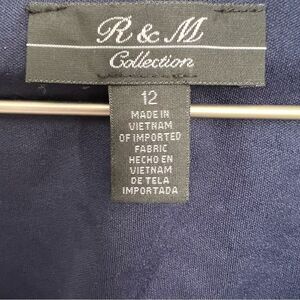 R & M
Collection
12
MADE IN
VIETNAM
OF IMPORTED
FABRIC
HECHO EN
VIETNAM
DE TELA
IMPORTADA